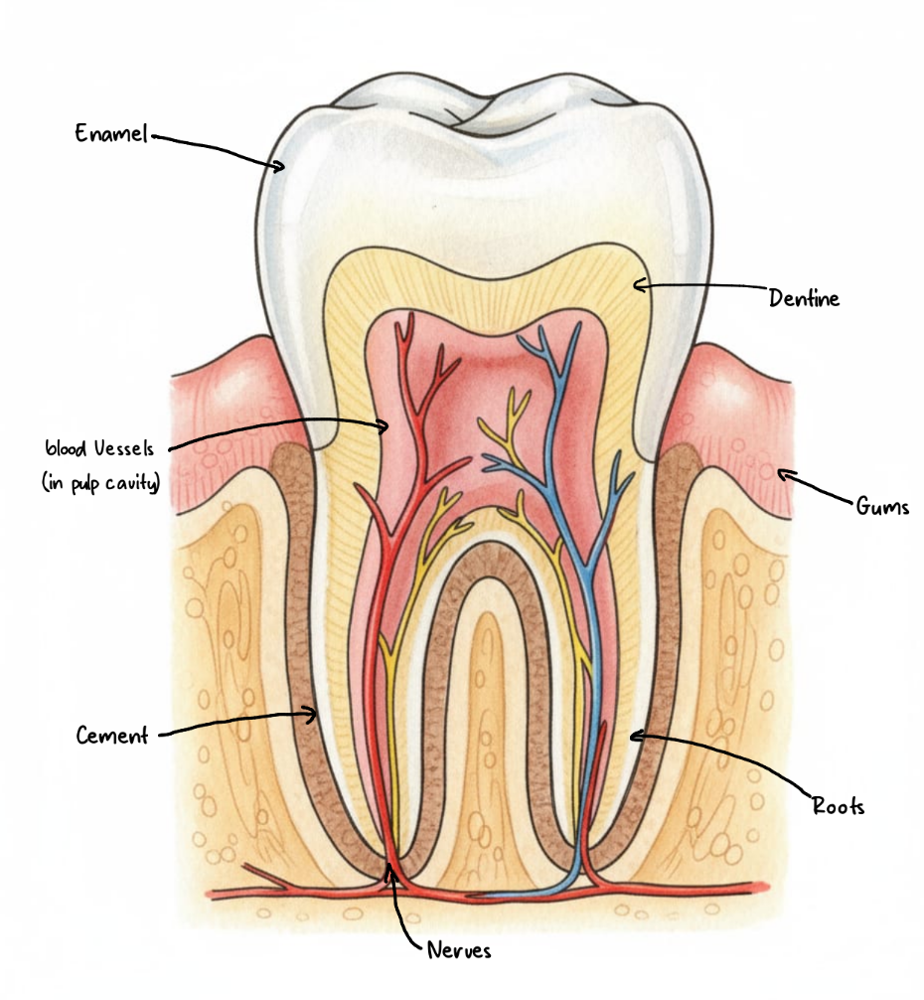 Enamel
Dentine
blood Vessels
(in pulp cavity)
Gums
Cement
Roots
Nerves